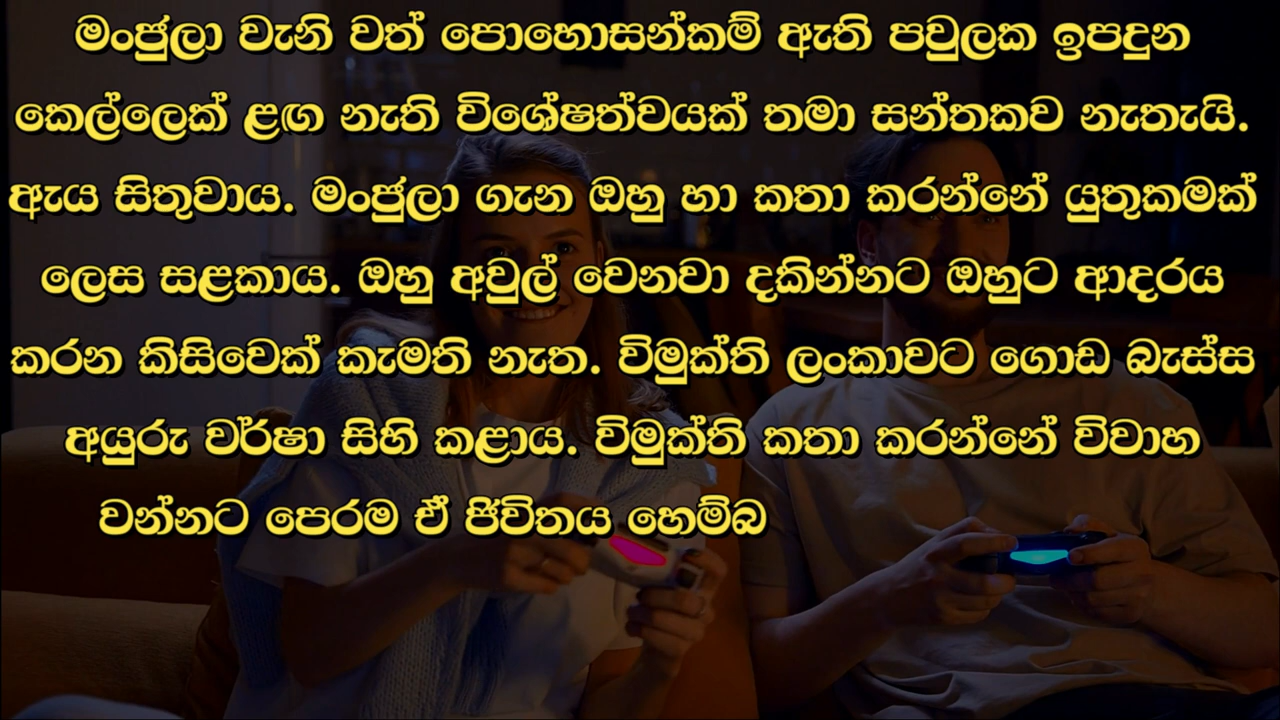 මංජුලා වැනි වත් පොහොසන්කම් ඇති පවුලක ඉපදුන
කෙල්ලෙක් ළඟ නැති විශේෂත්වයක් තමා සන්තකව නැතැයි.
ඇය සිතුවාය. මංජුලා ගැන ඔහු හා කතා කරන්නේ යුතුකමක්
ලෙස සළකාය. ඔහු අවුල් වෙනවා දකින්නට ඔහුට ආදරය
කරන කිසිවෙක් කැමති නැත. විමුක්ති ලංකාවට ගොඩ බැස්ස
අයුරු වර්ෂා සිහි කළාය. විමුක්ති කතා කරන්නේ විවාහ
වන්නට පෙරම ඒ ජීවිතය හෙම්බ